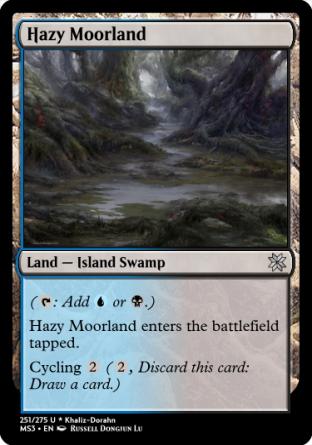 Hazy Moorland
Land — Island Swamp
( : Add or .)
Hazy Moorland enters the battlefield
tapped.
Cycling 2 ( 2 , Discard this card:
Draw a card.)
251/275 U * Khaliz-Dorahn
MS3 • EN Russell Dongjun Lu